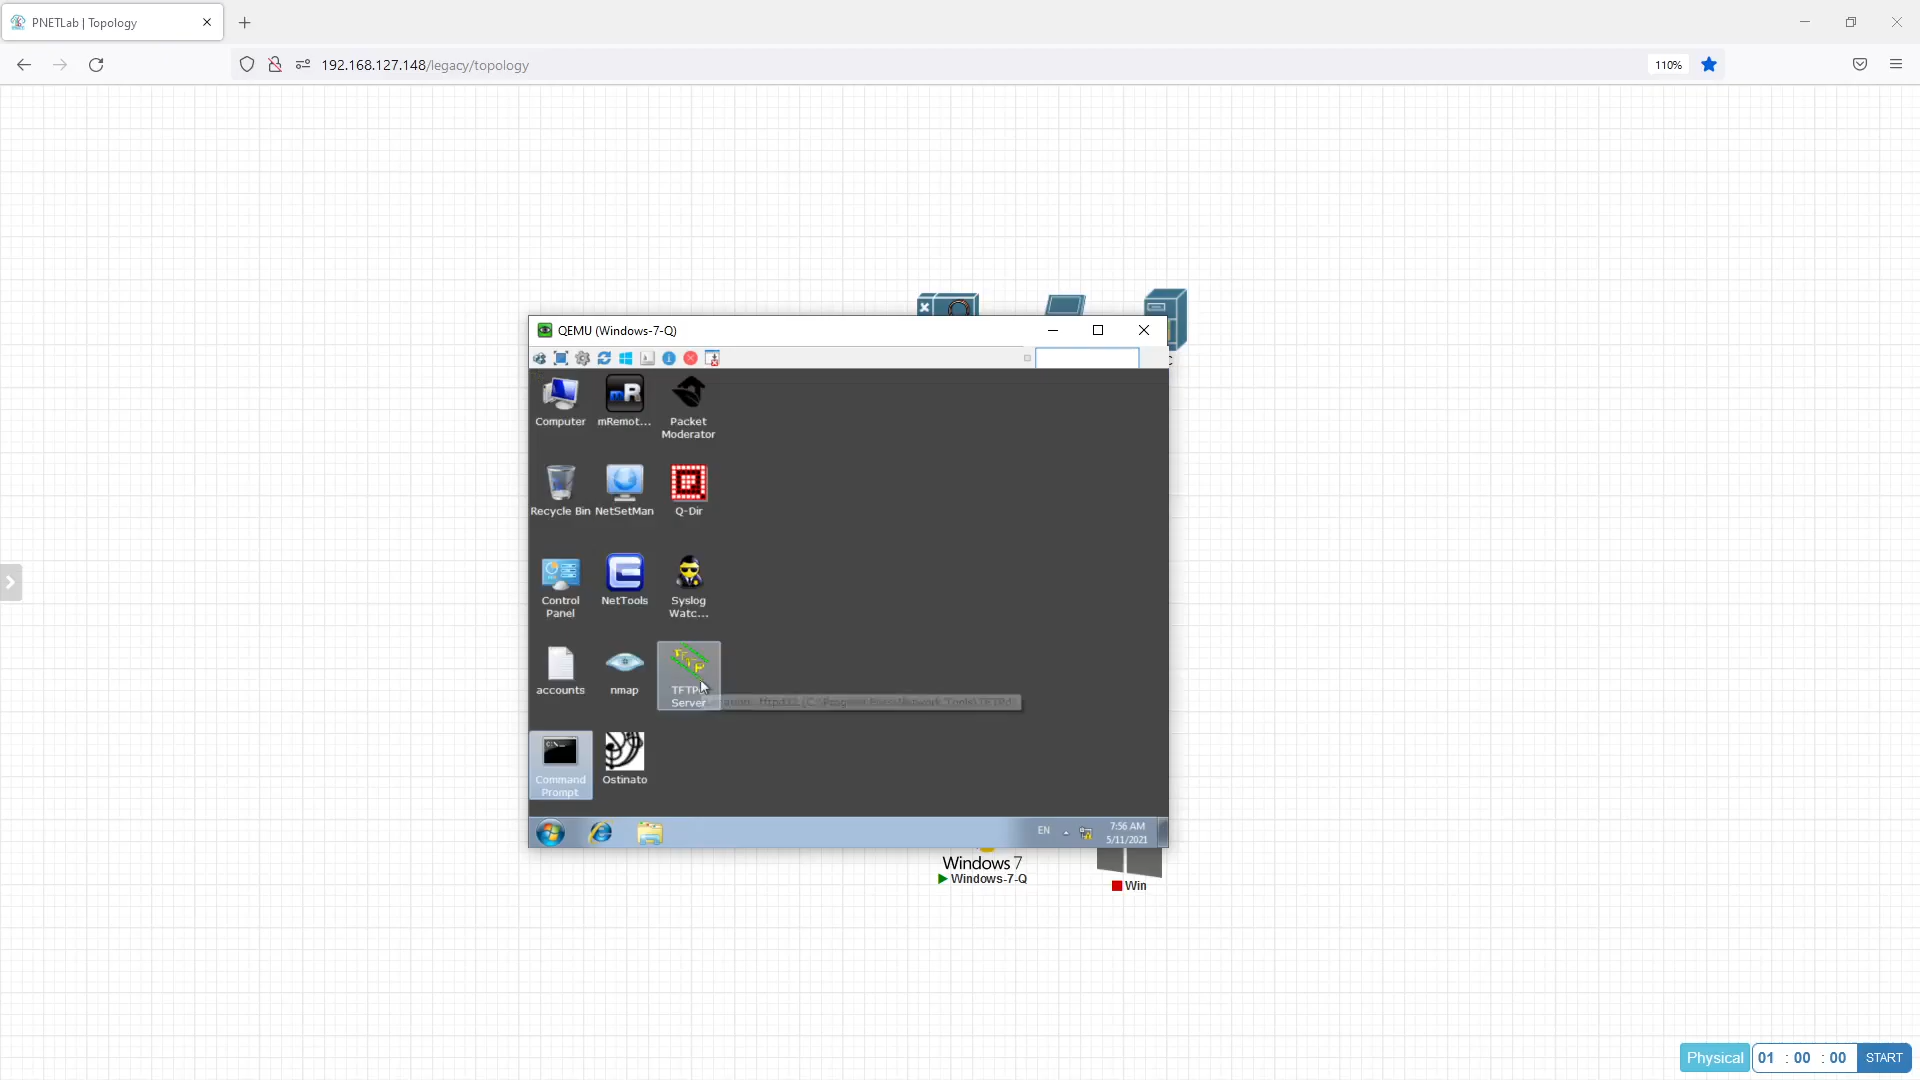 PNETLab | Topology
192.168.127.148/legacy/topology
110%
QEMU (Windows-7-Q)
Computer
mRemot...
Packet
Moderator
Recycle Bin
NetSetMan
Q-Dir
Control
Panel
NetTools
Syslog
Watc...
accounts
nmap
Server
Command
Prompt
Ostinato
EN
7:56 AM
5/11/2021
Windows 7
Windows-7-Q
Win
Physical
01 : 00 : 00
START